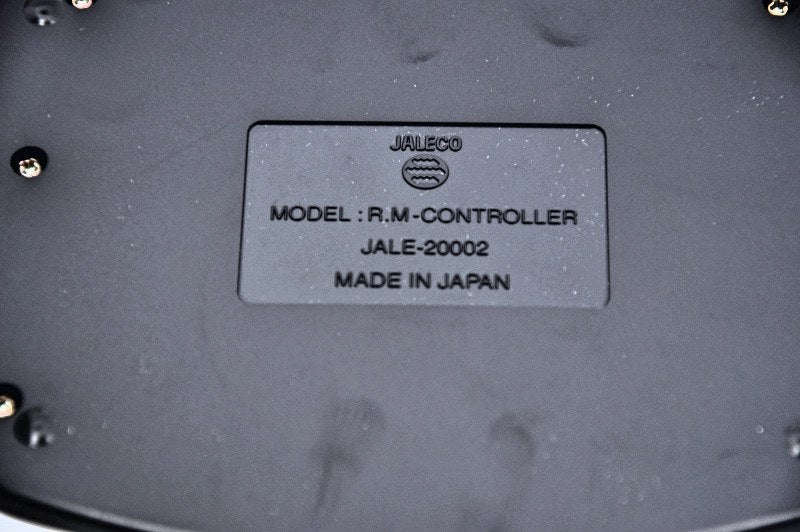 JALECO
MODEL : R.M-CONTROLLER
JALE-20002
MADE IN JAPAN